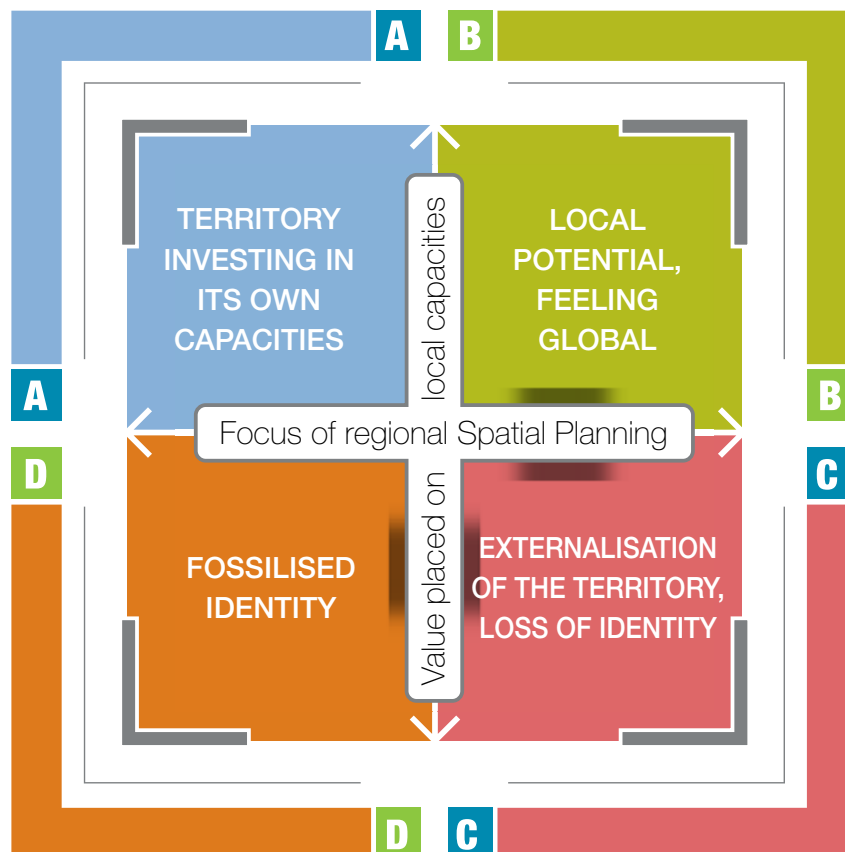 A
B
TERRITORY
INVESTING IN
ITS OWN
CAPACITIES
LOCAL
POTENTIAL,
FEELING
GLOBAL
A
B
Value placed on local capacities
Focus of regional Spatial Planning
D
C
FOSSILISED
IDENTITY
EXTERNALISATION
OF THE TERRITORY,
LOSS OF IDENTITY
D
C